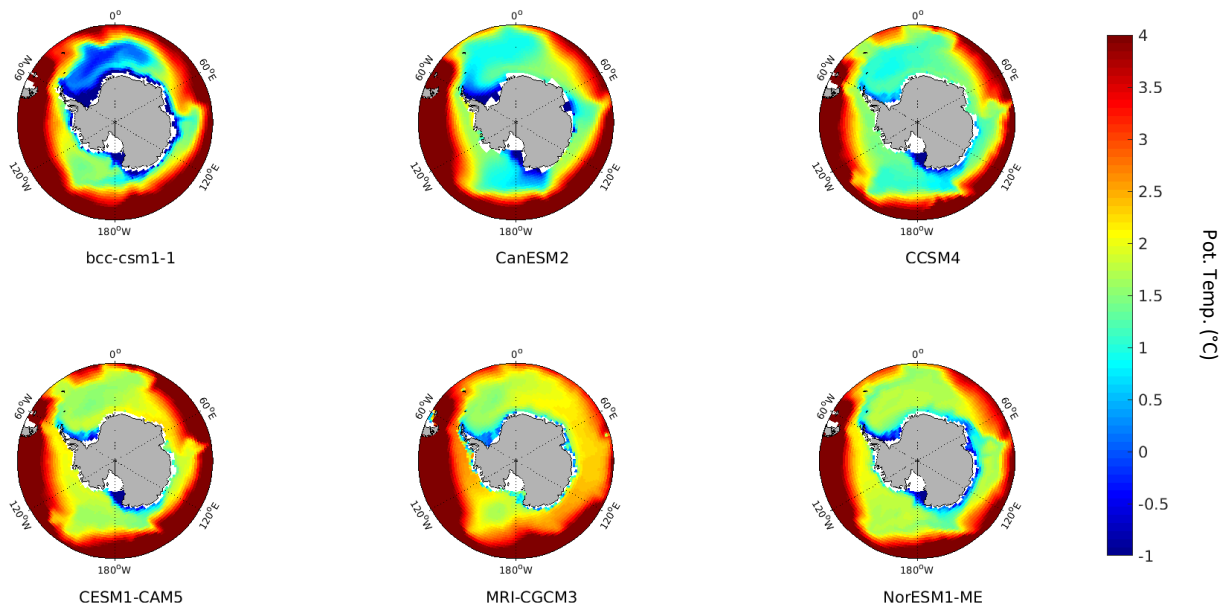 0°
0°
0°
60°W
60°E
60°W
60°E
60°W
60°E
120°W
120°E
120°W
120°E
120°W
120°E
180°W
180°W
180°W
bcc-csm1-1
CanESM2
CCSM4
0°
0°
0°
60°W
60°E
60°W
60°E
60°W
60°E
120°W
120°E
120°W
120°E
120°W
120°E
180°W
180°W
180°W
CESM1-CAM5
MRI-CGCM3
NorESM1-ME
4
3.5
3
2.5
2
1.5
1
0.5
0
-0.5
-1
Pot. Temp. (°C)